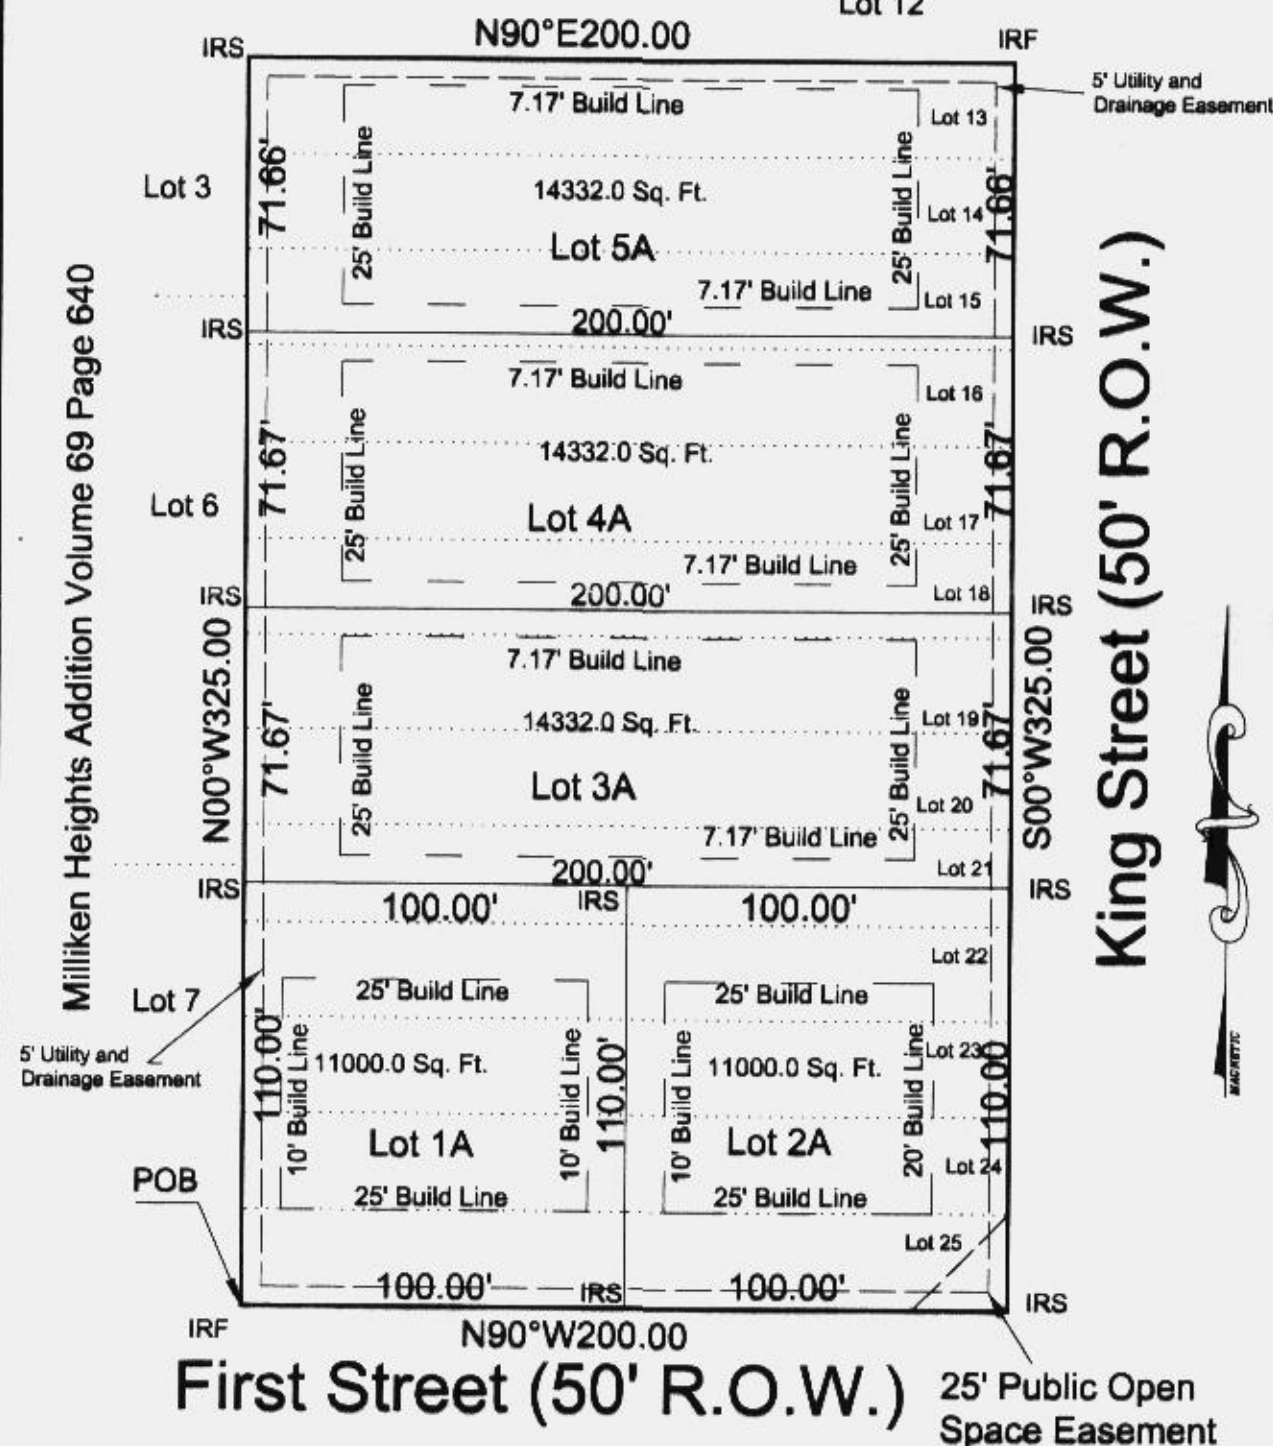 Lot 12
N90°E200.00
IRS
IRF
5' Utility and
Drainage Easement
7.17' Build Line
Lot 13
71.66'
25' Build Line
25' Build Line
Lot 3
14332.0 Sq. Ft.
Lot 14
71.66'
Lot 5A
7.17' Build Line
Lot 15
200.00'
IRS
IRS
7.17' Build Line
Lot 16
71.67'
25' Build Line
14332.0 Sq. Ft.
25' Build Line
71.67'
Lot 6
Lot 4A
Lot 17
7.17' Build Line
200.00'
Lot 18
IRS
IRS
Milliken Heights Addition Volume 69 Page 640
King Street (50' R.O.W.)
N00°W325.00
S00°W325.00
7.17' Build Line
71.67'
25' Build Line
14332.0 Sq. Ft.
25' Build Line
Lot 19
71.67'
Lot 3A
Lot 20
7.17' Build Line
200.00'
Lot 21
IRS
IRS
IRS
100.00'
100.00'
Lot 22
Lot 7
25' Build Line
25' Build Line
5' Utility and
Drainage Easement
110.00'
10' Build Line
11000.0 Sq. Ft.
10' Build Line
110.00'
10' Build Line
11000.0 Sq. Ft.
20' Build Line
Lot 23
110.00
MAGNETIC
Lot 1A
Lot 2A
Lot 24
POB
25' Build Line
25' Build Line
Lot 25
100.00'
IRS
100.00'
IRS
IRF
N90°W200.00
First Street (50' R.O.W.)
25' Public Open
Space Easement